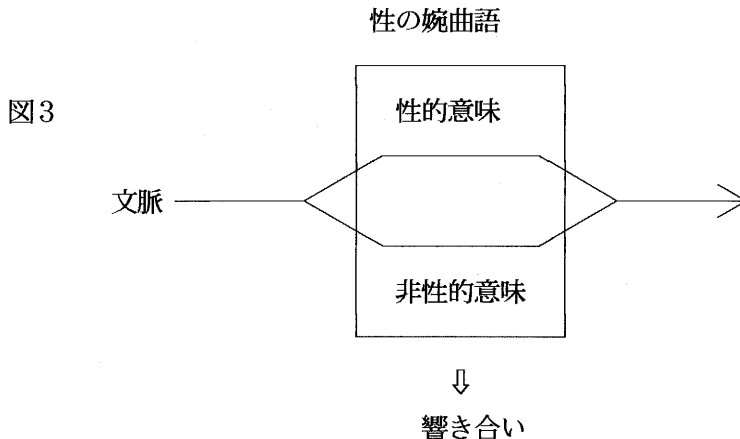 性の婉曲語
図３
性的意味
文脈
非性的意味
響き合い